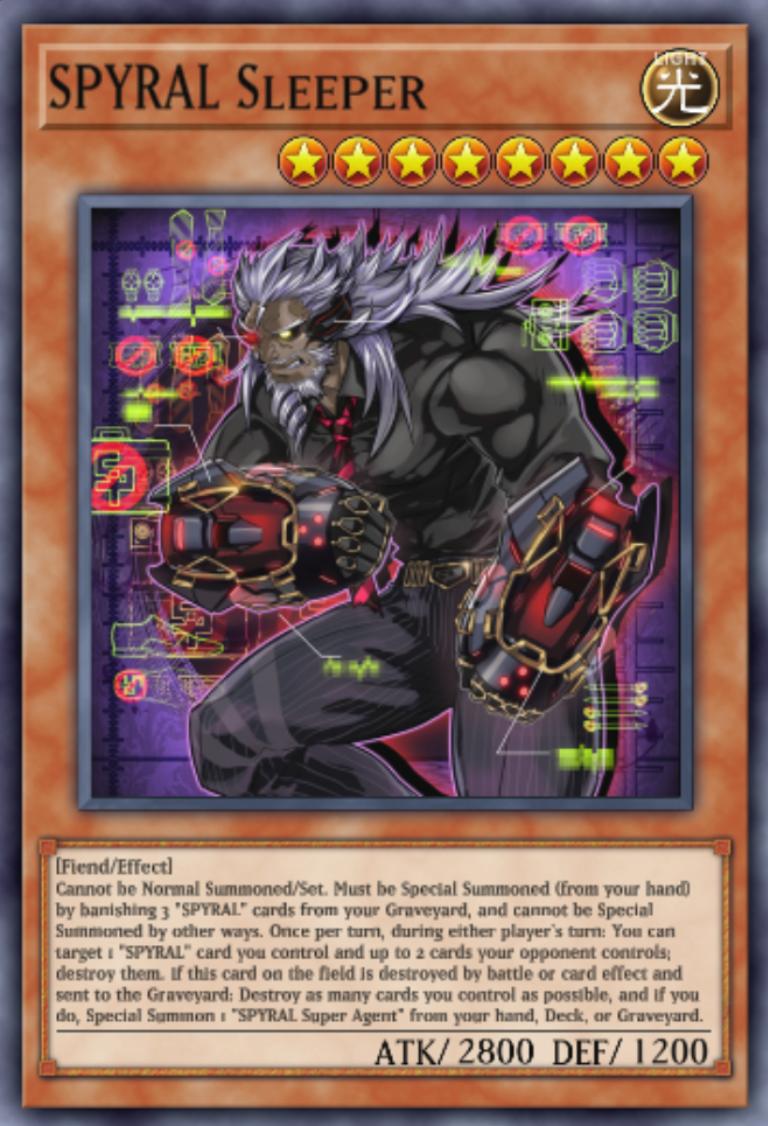 SPYRAL SLEEPER
LIGHT
光
[Fiend/Effect]
Cannot be Normal Summoned/Set. Must be Special Summoned (from your hand)
by banishing 3 "SPYRAL" cards from your Graveyard, and cannot be Special
Summoned by other ways. Once per turn, during either player's turn: You can
target 1 "SPYRAL" card you control and up to 2 cards your opponent controls;
destroy them. If this card on the field is destroyed by battle or card effect and
sent to the Graveyard: Destroy as many cards you control as possible, and if you
do, Special Summon 1 "SPYRAL Super Agent" from your hand, Deck, or Graveyard.
ATK/ 2800 DEF/ 1200